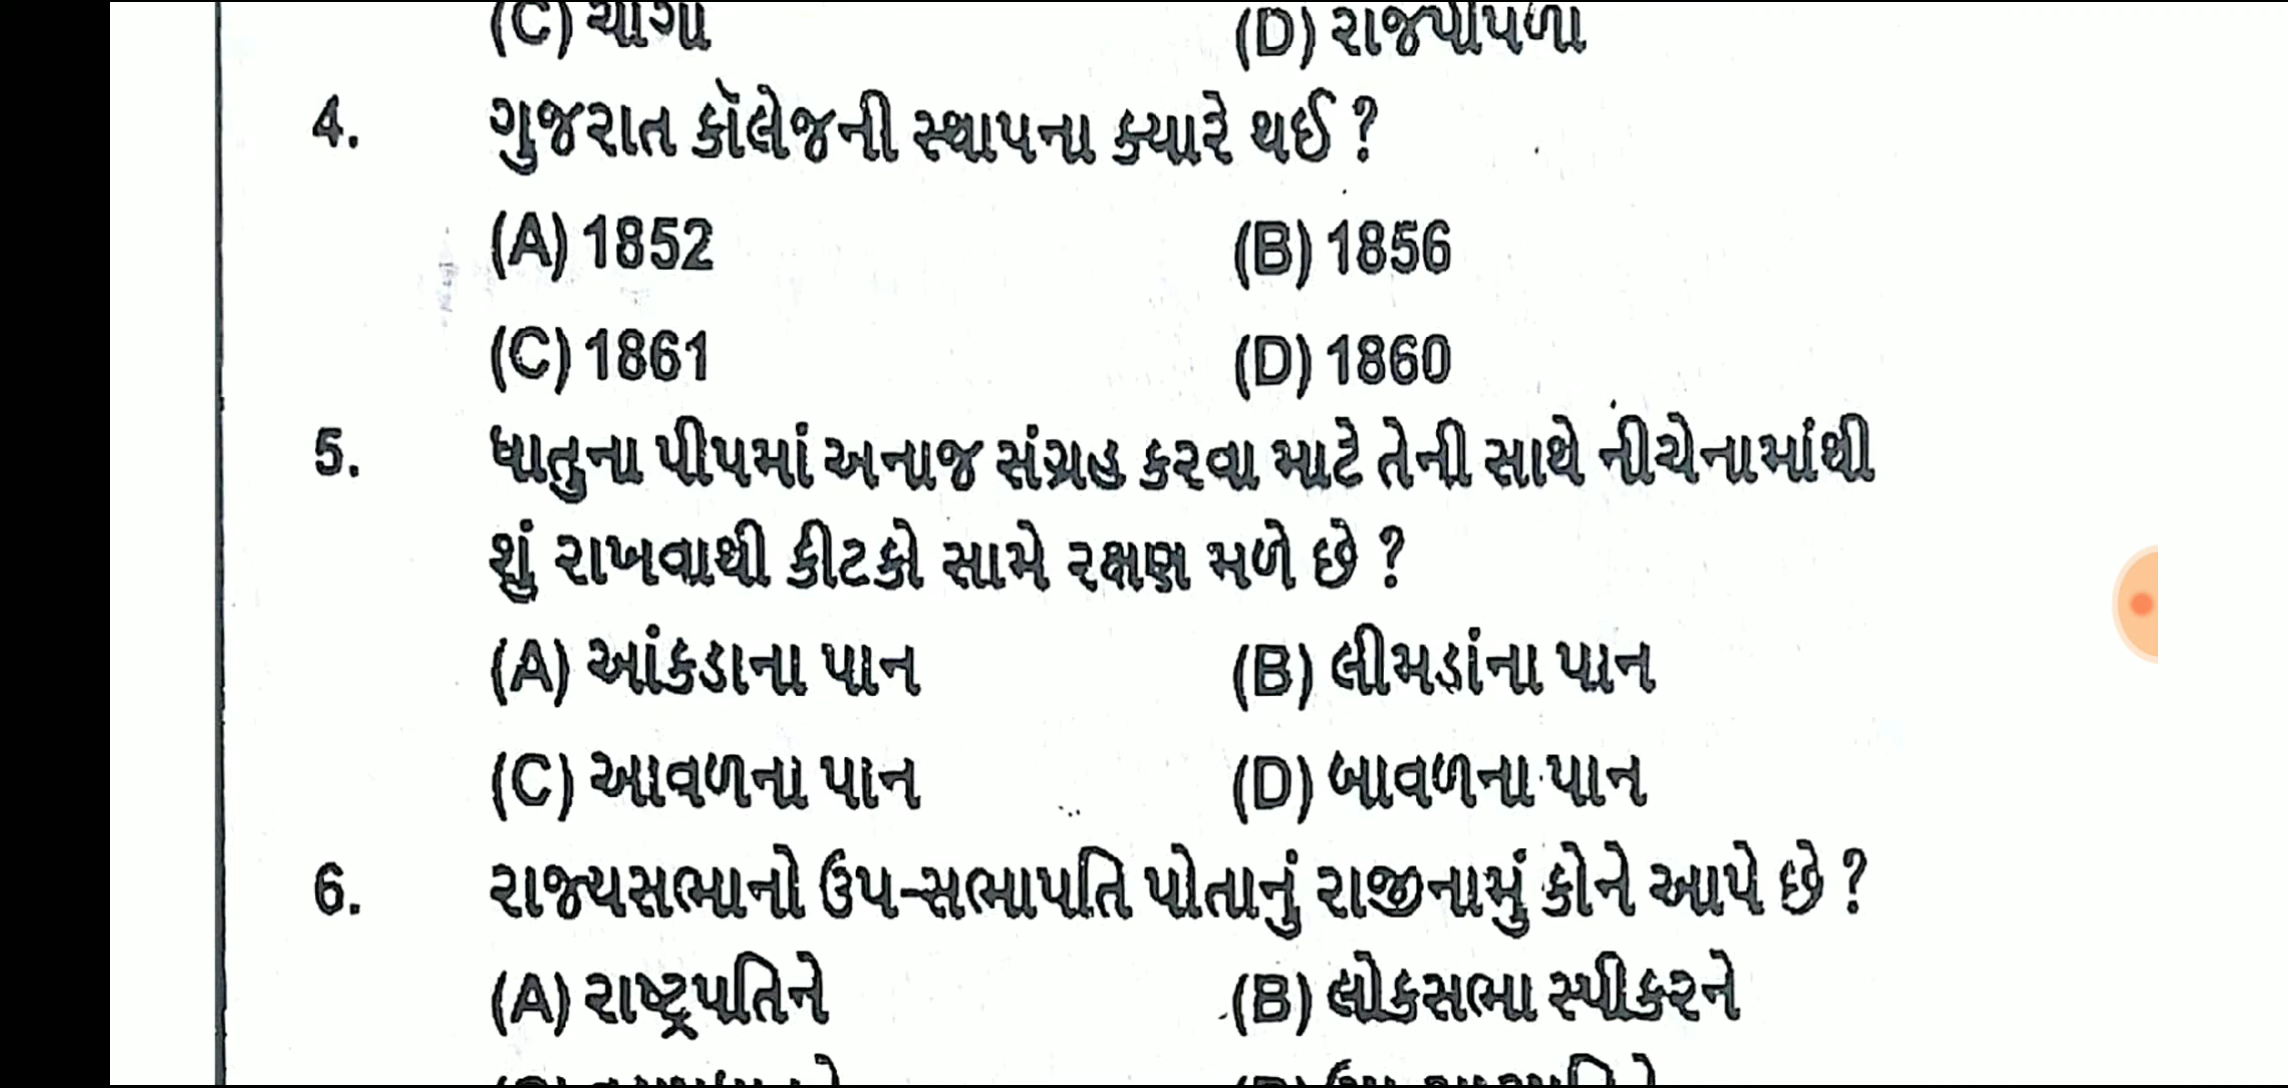 (C) ચાંગા (D) રાજપીપળા
4. ગુજરાત કૉલેજની સ્થાપના ક્યારે થઈ ?
(A) 1852 (B) 1856
(C) 1861 (D) 1860
5. ધાતુના પીપમાં અનાજ સંગ્રહ કરવા માટે તેની સાથે નીચેનામાંથી
શું રાખવાથી કીટકો સામે રક્ષણ મળે છે ?
(A) આંકડાના પાન (B) લીમડાંના પાન
(C) આવળના પાન (D) બાવળના પાન
6. રાજ્યસભાનો ઉપ-સભાપતિ પોતાનું રાજીનામું કોને આપે છે ?
(A) રાષ્ટ્રપતિને (B) લોકસભા સ્પીકરને